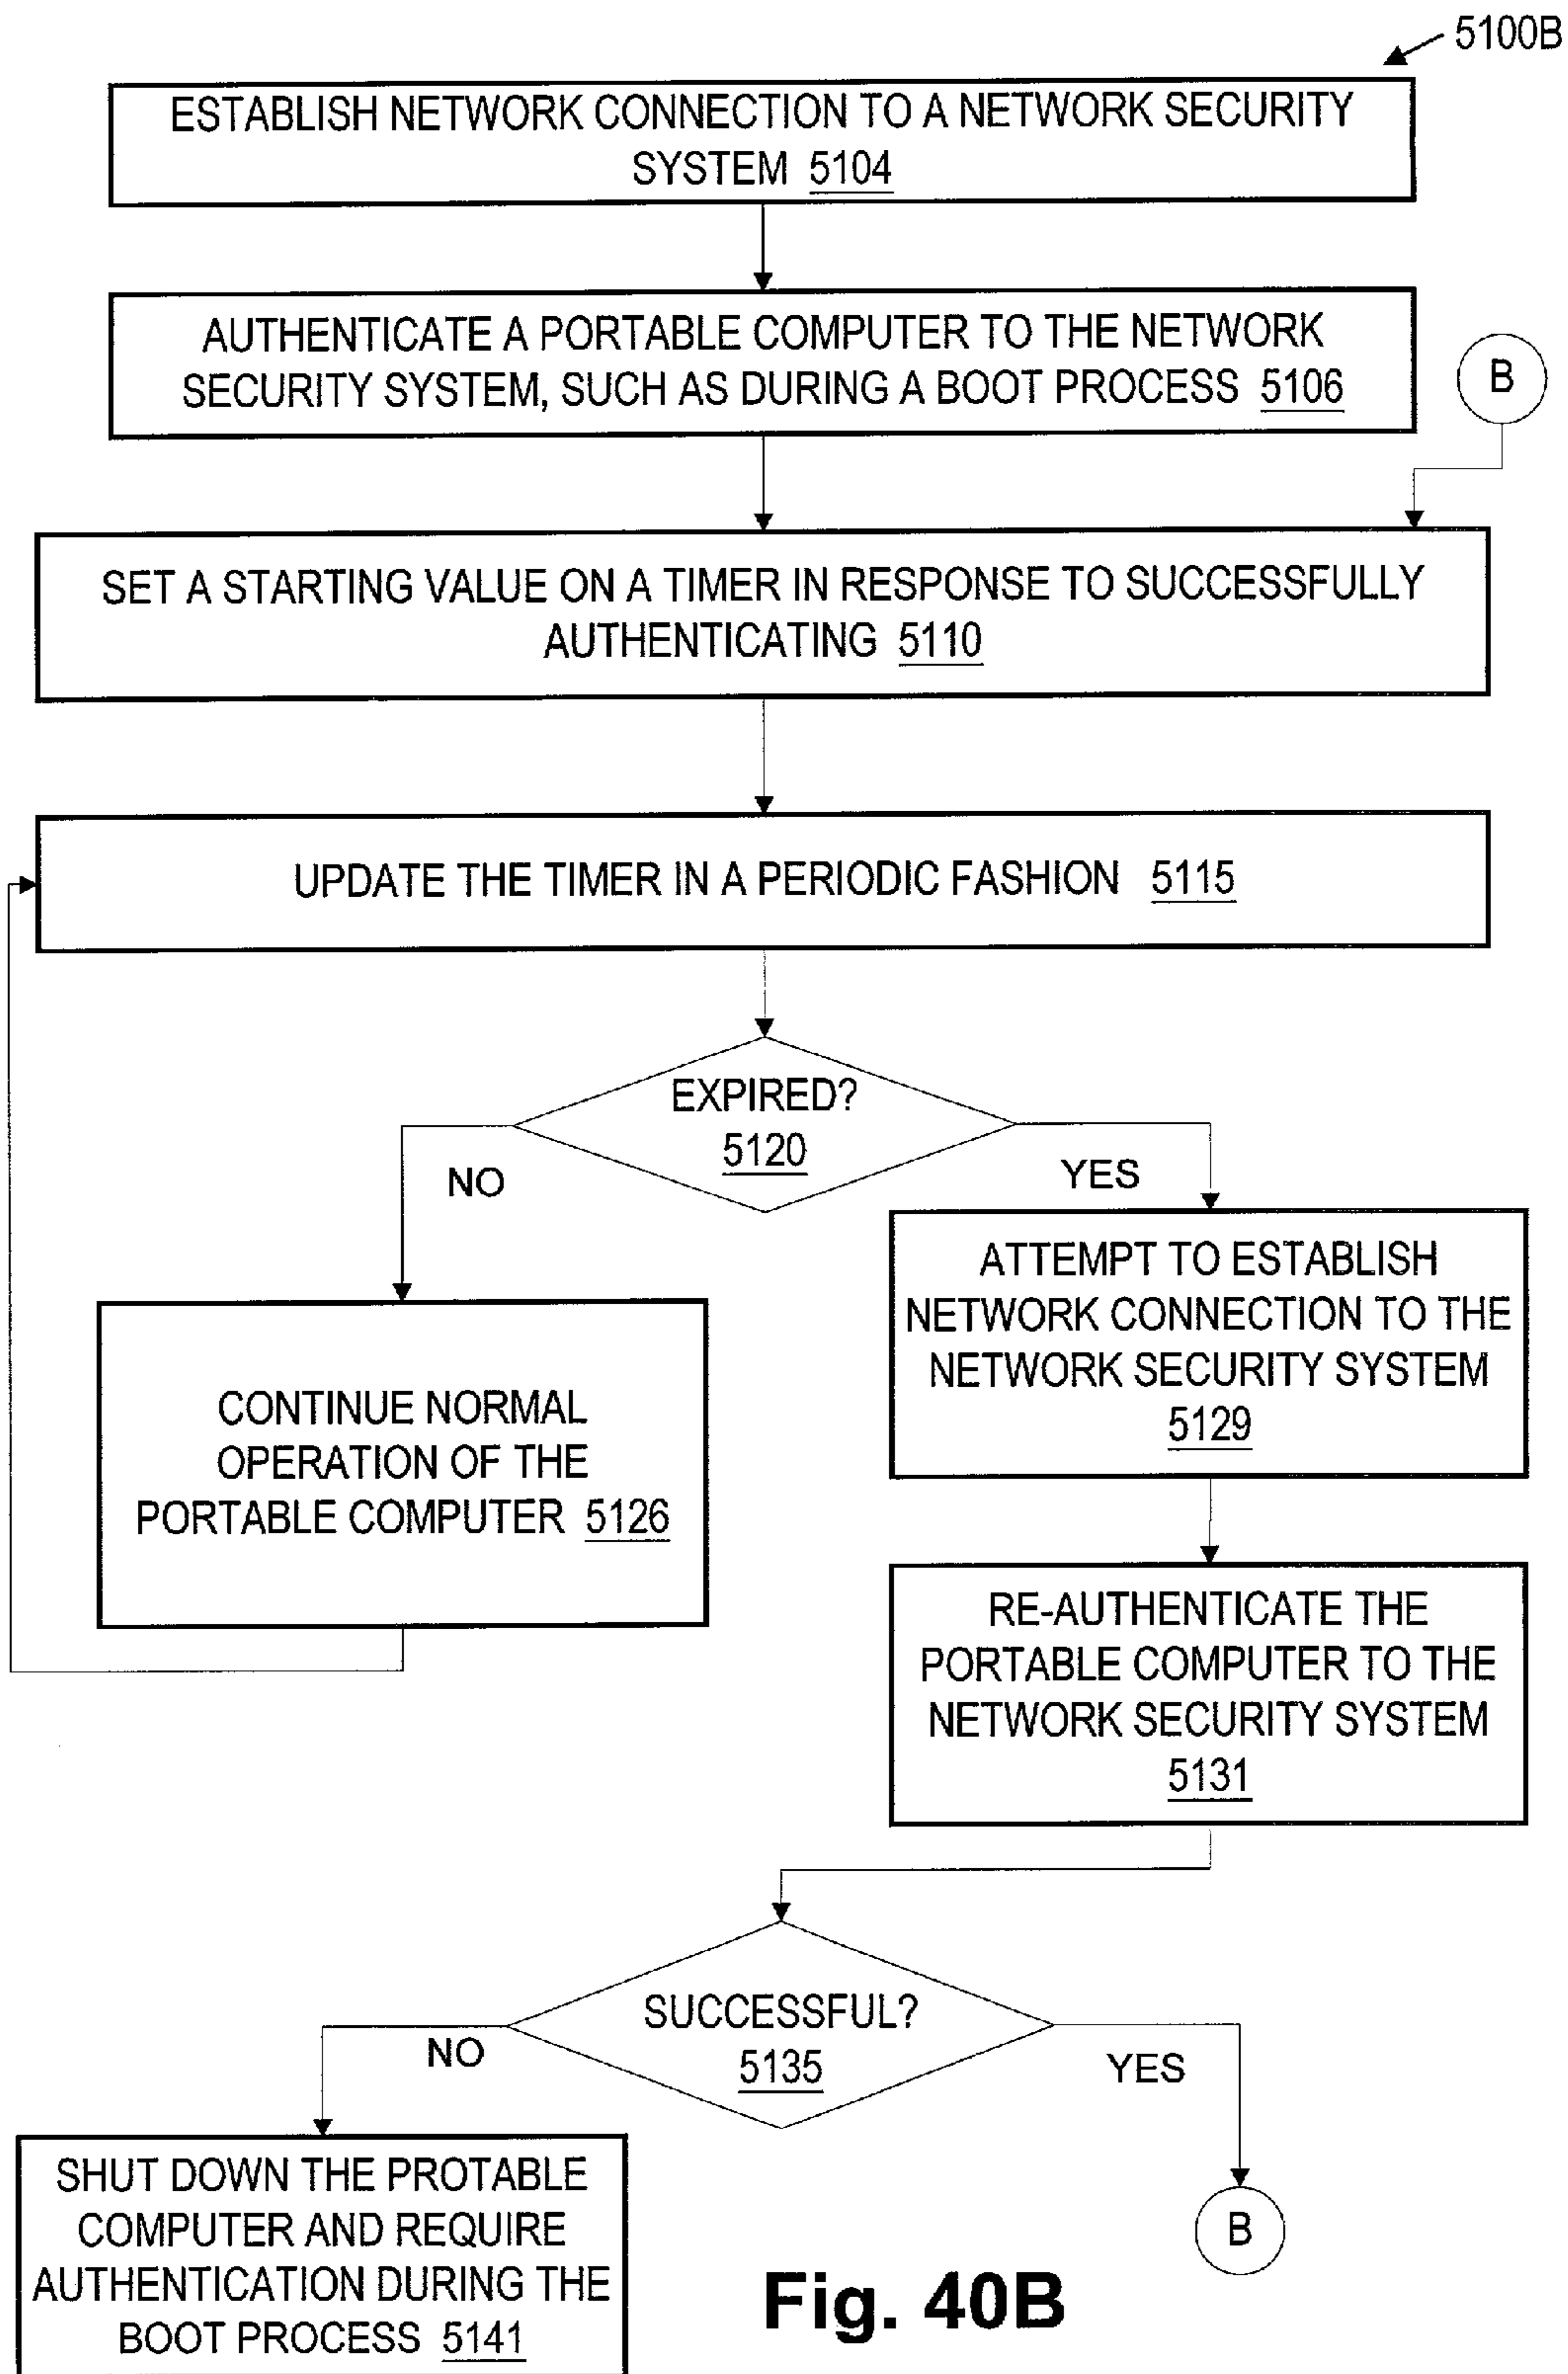 5100B
ESTABLISH NETWORK CONNECTION TO A NETWORK SECURITY
SYSTEM 5104
AUTHENTICATE A PORTABLE COMPUTER TO THE NETWORK
SECURITY SYSTEM, SUCH AS DURING A BOOT PROCESS 5106
B
SET A STARTING VALUE ON A TIMER IN RESPONSE TO SUCCESSFULLY
AUTHENTICATING 5110
UPDATE THE TIMER IN A PERIODIC FASHION 5115
EXPIRED?
5120
NO
YES
CONTINUE NORMAL
OPERATION OF THE
PORTABLE COMPUTER 5126
ATTEMPT TO ESTABLISH
NETWORK CONNECTION TO THE
NETWORK SECURITY SYSTEM
5129
RE-AUTHENTICATE THE
PORTABLE COMPUTER TO THE
NETWORK SECURITY SYSTEM
5131
SUCCESSFUL?
5135
NO
YES
SHUT DOWN THE PROTABLE
COMPUTER AND REQUIRE
AUTHENTICATION DURING THE
BOOT PROCESS 5141
B
Fig. 40B